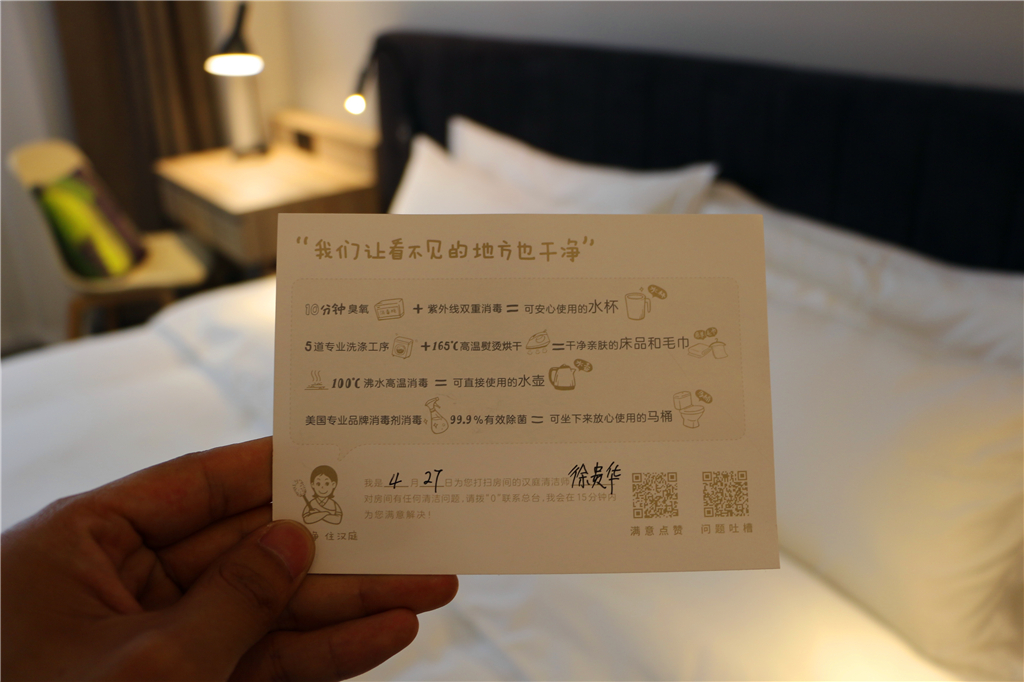 “我们让看不见的地方也干净”
10分钟臭氧 + 紫外线双重消毒 = 可安心使用的水杯
5道专业洗涤工序 +165℃高温熨烫烘干 =干净亲肤的床品和毛巾
100℃沸水高温消毒 = 可直接使用的水壶
美国专业品牌消毒剂消毒 99.9%有效除菌 = 可坐下来放心使用的马桶
我是 4 月 27 日为您打扫房间的汉庭清洁师 徐贵华
对房间有任何清洁问题，请拨“0”联系总台，我会在15分钟内
为您满意解决！
净 住汉庭
满意点赞 问题吐槽